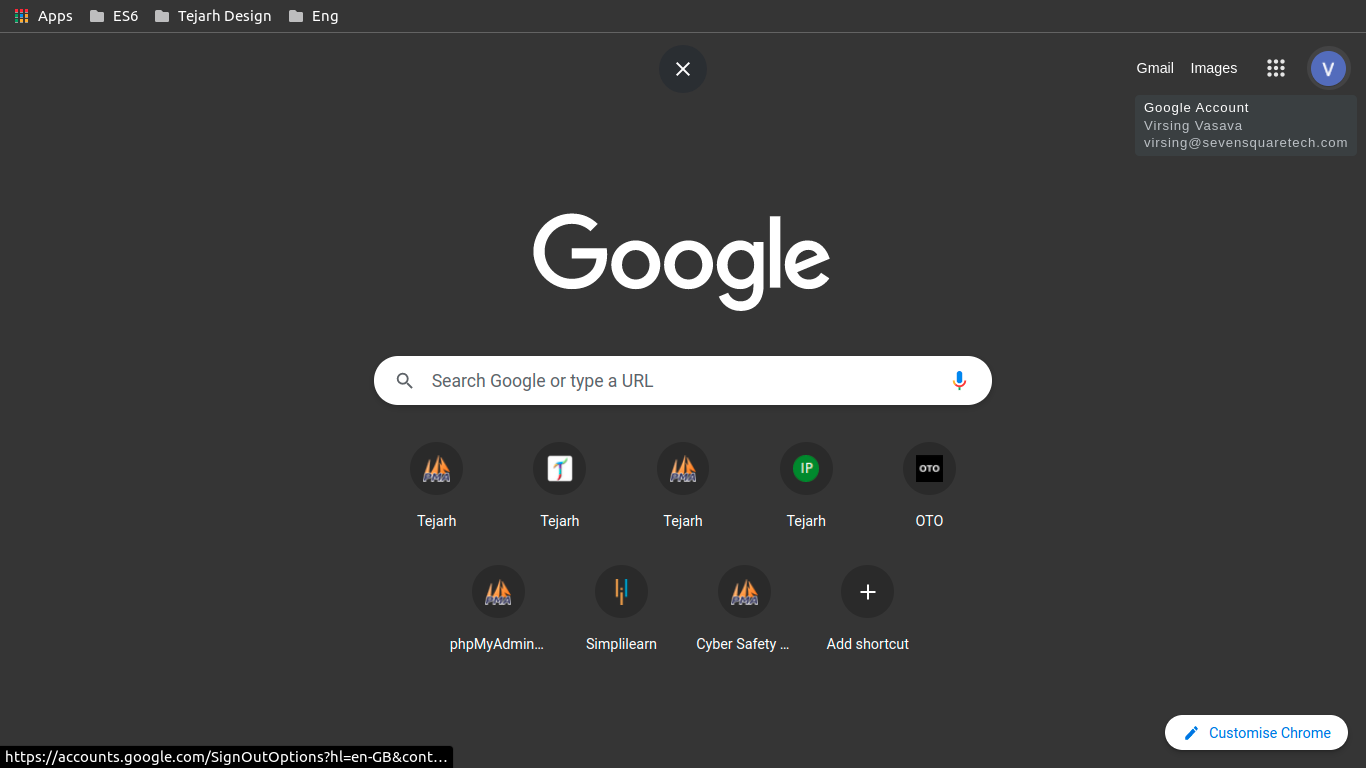 Apps ES6 Tejarh Design Eng
Gmail Images V
Google Account
Virsing Vasava
virsing@sevensquaretech.com
Google
Search Google or type a URL
PMA T PMA IP OTO
Tejarh Tejarh Tejarh Tejarh OTO
PMA PMA
phpMyAdmin... Simplilearn Cyber Safety ... Add shortcut
Customise Chrome
https://accounts.google.com/SignOutOptions?hl=en-GB&cont...